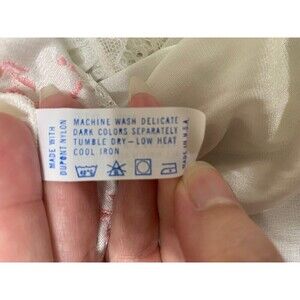 MADE WITH
DUPONT NYLON
MACHINE WASH DELICATE
DARK COLORS SEPARATELY
TUMBLE DRY-LOW HEAT
COOL IRON
MADE IN U.S.A